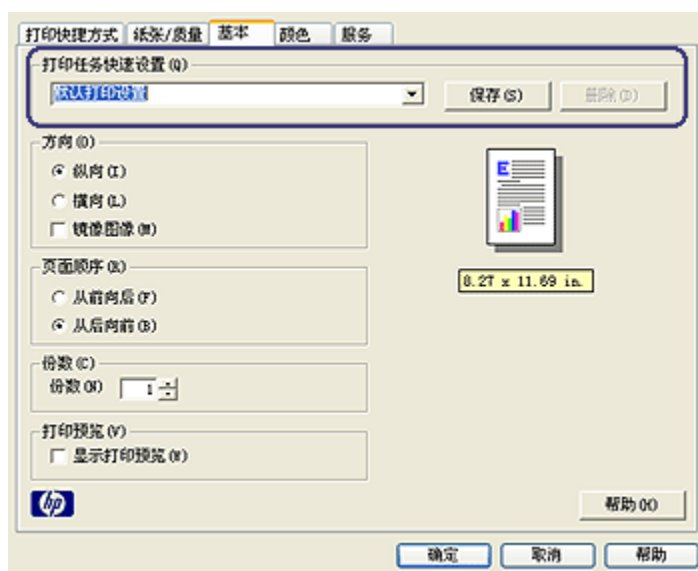 打印快捷方式 纸张/质量 基本 颜色 服务
打印任务快速设置(Q)
默认打印设置 保存(S) 删除(D)
方向(O)
纵向(I)
横向(L)
镜像图像(M)
页面顺序(R)
从前向后(F)
从后向前(B)
8.27 x 11.69 in.
份数(C)
份数(N) 1
打印预览(V)
显示打印预览(W)
hp
帮助(H)
确定 取消 帮助